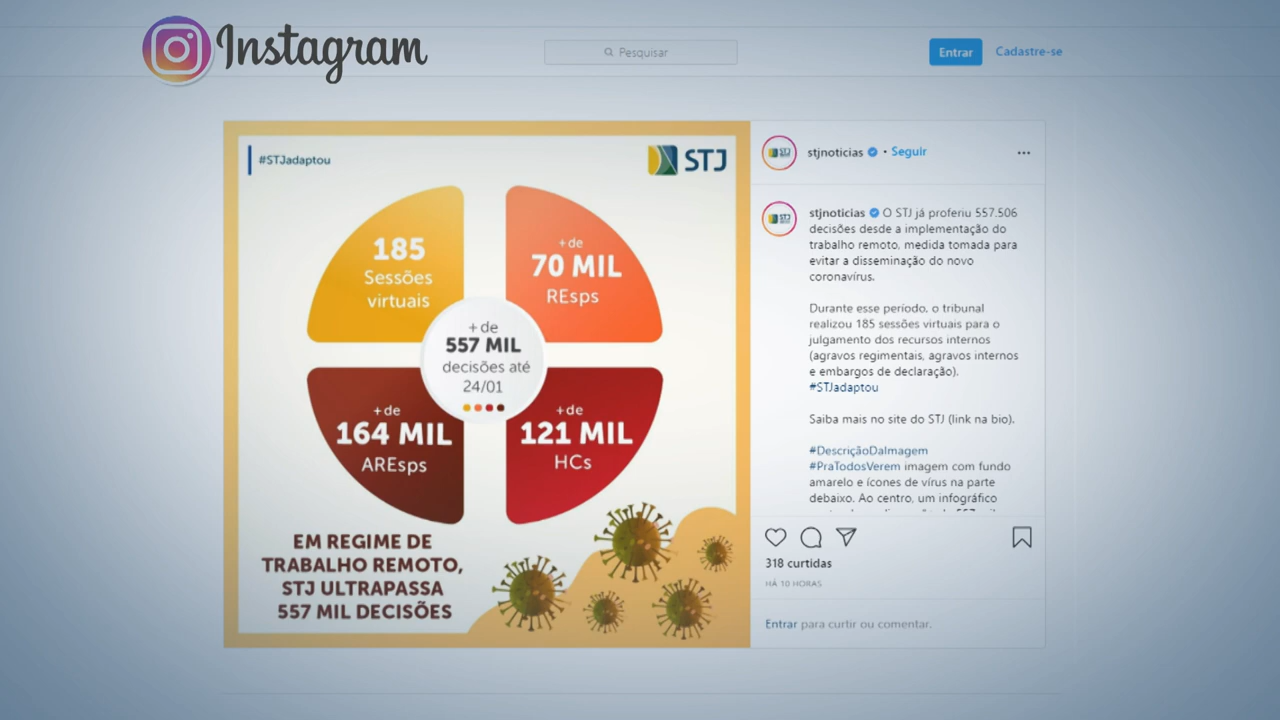 Instagram
Pesquisar
Entrar
Cadastre-se
#STJadaptou
STJ
185
Sessões
virtuais
+ de
70 MIL
REsps
+ de
557 MIL
decisões até
24/01
+ de
164 MIL
AREsps
+ de
121 MIL
HCs
EM REGIME DE
TRABALHO REMOTO,
STJ ULTRAPASSA
557 MIL DECISÕES
stjnoticias • Seguir
stjnoticias O STJ já proferiu 557.506
decisões desde a implementação do
trabalho remoto, medida tomada para
evitar a disseminação do novo
coronavírus.
Durante esse período, o tribunal
realizou 185 sessões virtuais para o
julgamento dos recursos internos
(agravos regimentais, agravos internos
e embargos de declaração).
#STJadaptou
Saiba mais no site do STJ (link na bio).
#DescriçãoDaImagem
#PraTodosVerem imagem com fundo
amarelo e ícones de vírus na parte
debaixo. Ao centro, um infográfico
318 curtidas
HÁ 10 HORAS
Entrar para curtir ou comentar.